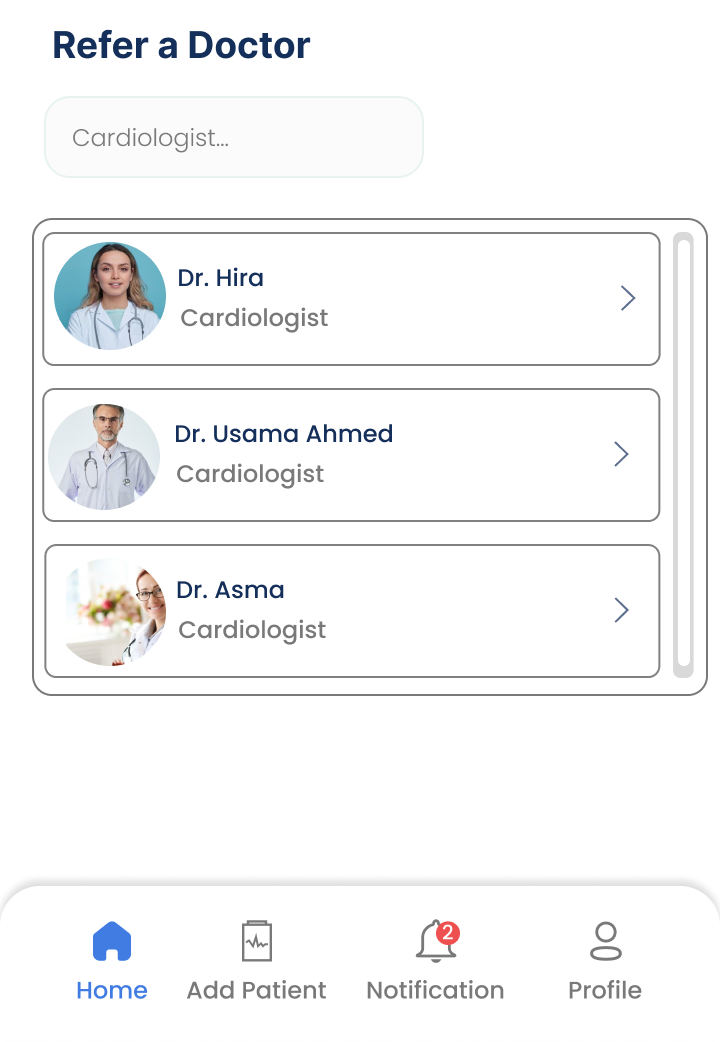 Refer a Doctor
Cardiologist...
Dr. Hira
Cardiologist
Dr. Usama Ahmed
Cardiologist
Dr. Asma
Cardiologist
2
Home Add Patient Notification Profile